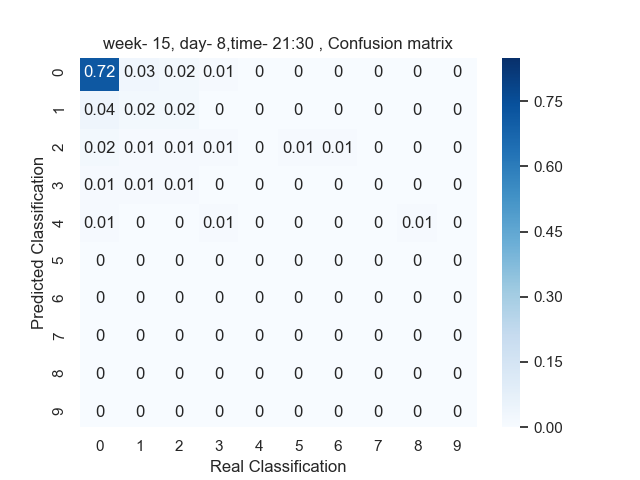 week- 15, day- 8,time- 21:30 , Confusion matrix
Predicted Classification
0 0.72 0.03 0.02 0.01 0 0 0 0 0 0
1 0.04 0.02 0.02 0 0 0 0 0 0 0
2 0.02 0.01 0.01 0.01 0 0.01 0.01 0 0 0
3 0.01 0.01 0.01 0 0 0 0 0 0 0
4 0.01 0 0 0.01 0 0 0 0 0.01 0
5 0 0 0 0 0 0 0 0 0 0
6 0 0 0 0 0 0 0 0 0 0
7 0 0 0 0 0 0 0 0 0 0
8 0 0 0 0 0 0 0 0 0 0
9 0 0 0 0 0 0 0 0 0 0
0 1 2 3 4 5 6 7 8 9
Real Classification
0.75
0.60
0.45
0.30
0.15
0.00